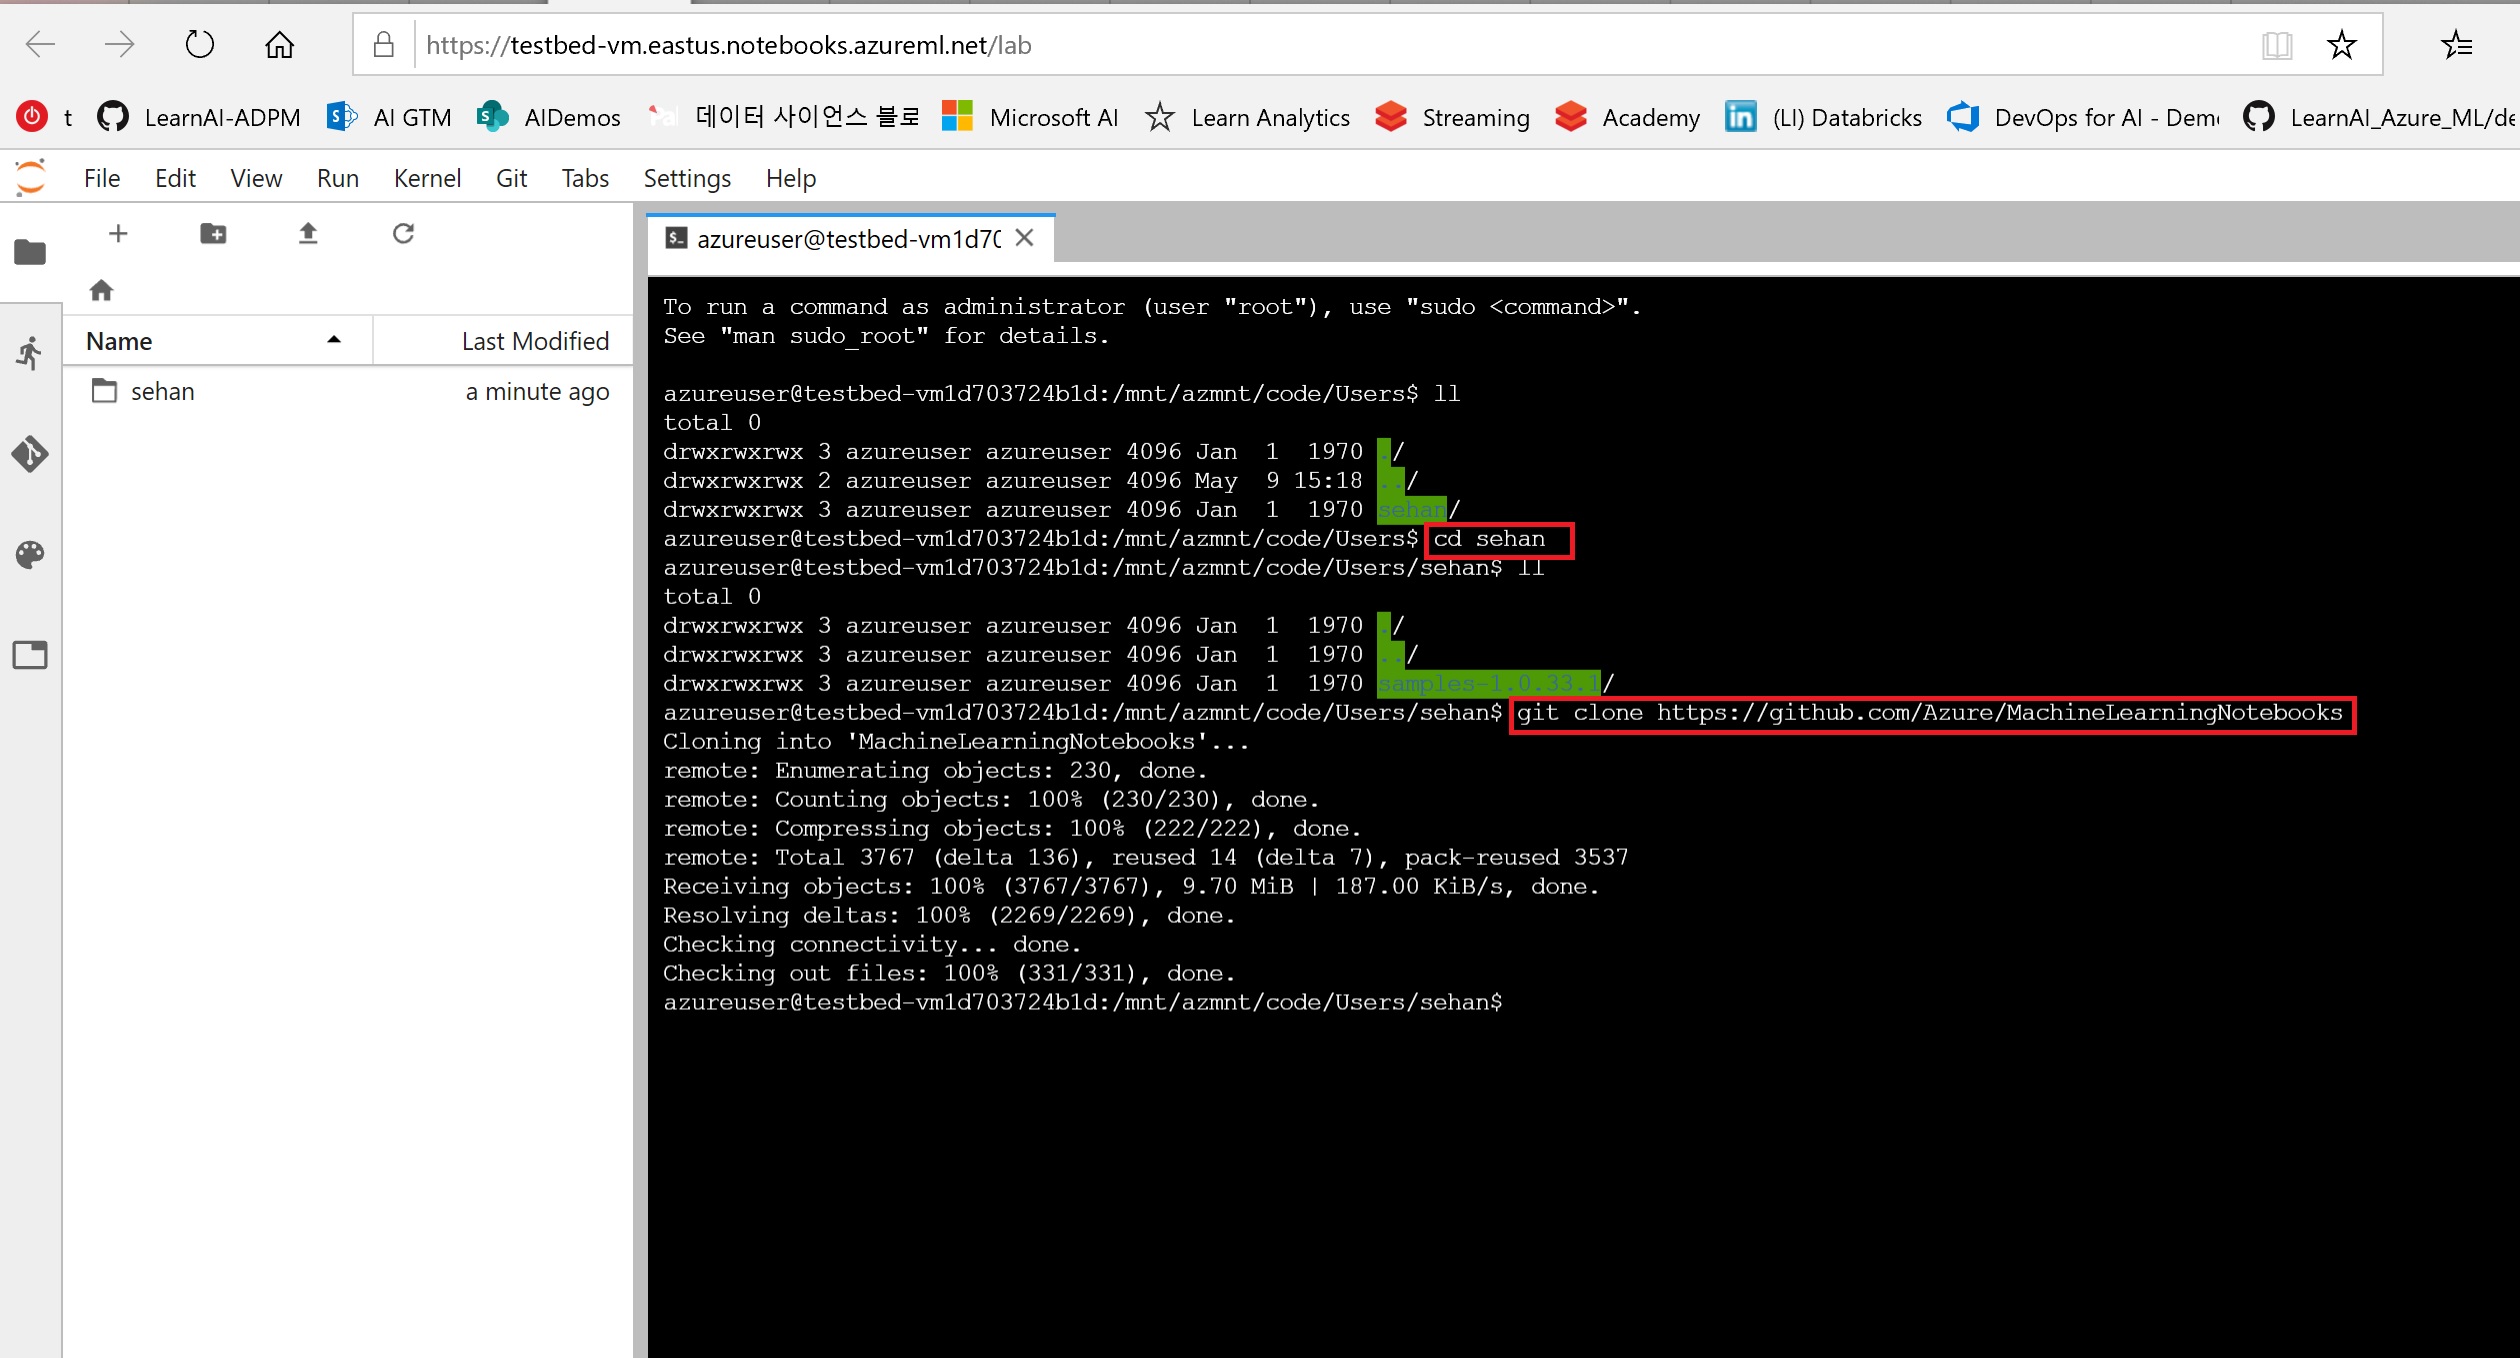 https://testbed-vm.eastus.notebooks.azureml.net/lab
t LearnAI-ADPM AI GTM AIDemos 데이터 사이언스 블로 Microsoft AI Learn Analytics Streaming Academy (LI) Databricks DevOps for AI - Dem LearnAI_Azure_ML/de
File Edit View Run Kernel Git Tabs Settings Help
azureuser@testbed-vm1d70
Name Last Modified
sehan a minute ago
To run a command as administrator (user "root"), use "sudo <command>".
See "man sudo_root" for details.
azureuser@testbed-vm1d703724b1d:/mnt/azmnt/code/Users$ ll
total 0
drwxrwxrwx 3 azureuser azureuser 4096 Jan  1  1970 ./
drwxrwxrwx 2 azureuser azureuser 4096 May  9 15:18 ../
drwxrwxrwx 3 azureuser azureuser 4096 Jan  1  1970 sehan/
azureuser@testbed-vm1d703724b1d:/mnt/azmnt/code/Users$ cd sehan
azureuser@testbed-vm1d703724b1d:/mnt/azmnt/code/Users/sehan$ ll
total 0
drwxrwxrwx 3 azureuser azureuser 4096 Jan  1  1970 ./
drwxrwxrwx 3 azureuser azureuser 4096 Jan  1  1970 ../
drwxrwxrwx 3 azureuser azureuser 4096 Jan  1  1970 samples-1.0.33.1/
azureuser@testbed-vm1d703724b1d:/mnt/azmnt/code/Users/sehan$ git clone https://github.com/Azure/MachineLearningNotebooks
Cloning into 'MachineLearningNotebooks'...
remote: Enumerating objects: 230, done.
remote: Counting objects: 100% (230/230), done.
remote: Compressing objects: 100% (222/222), done.
remote: Total 3767 (delta 136), reused 14 (delta 7), pack-reused 3537
Receiving objects: 100% (3767/3767), 9.70 MiB | 187.00 KiB/s, done.
Resolving deltas: 100% (2269/2269), done.
Checking connectivity... done.
Checking out files: 100% (331/331), done.
azureuser@testbed-vm1d703724b1d:/mnt/azmnt/code/Users/sehan$